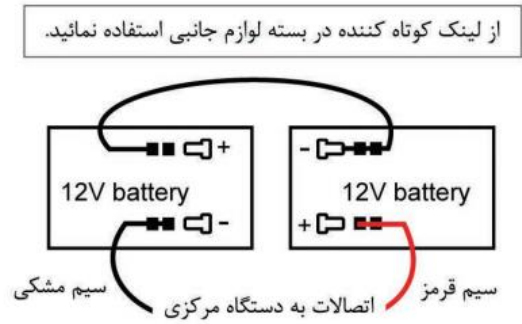 از لینک کوتاه کننده در بسته لوازم جانبی استفاده نمائید.
+
-
12V battery
12V battery
-
+
سیم قرمز
سیم مشکی
اتصالات به دستگاه مرکزی